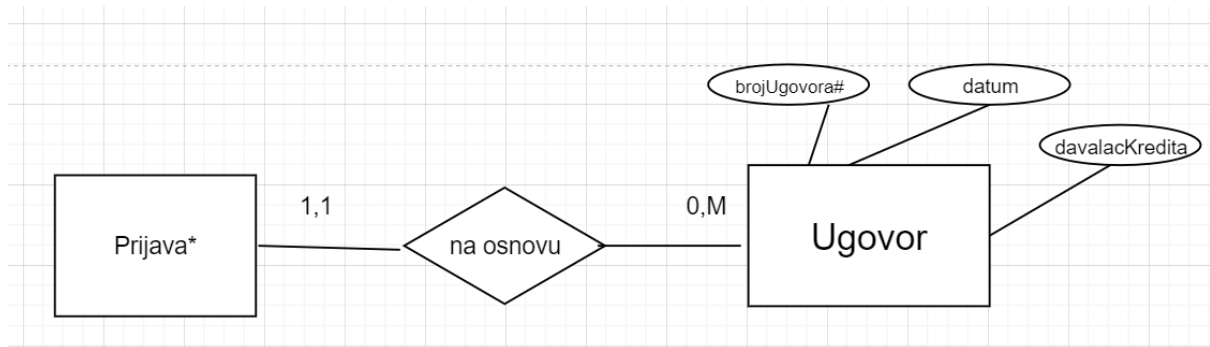 brojUgovora#
datum
davalacKredita
Prijava*
1,1
na osnovu
0,M
Ugovor